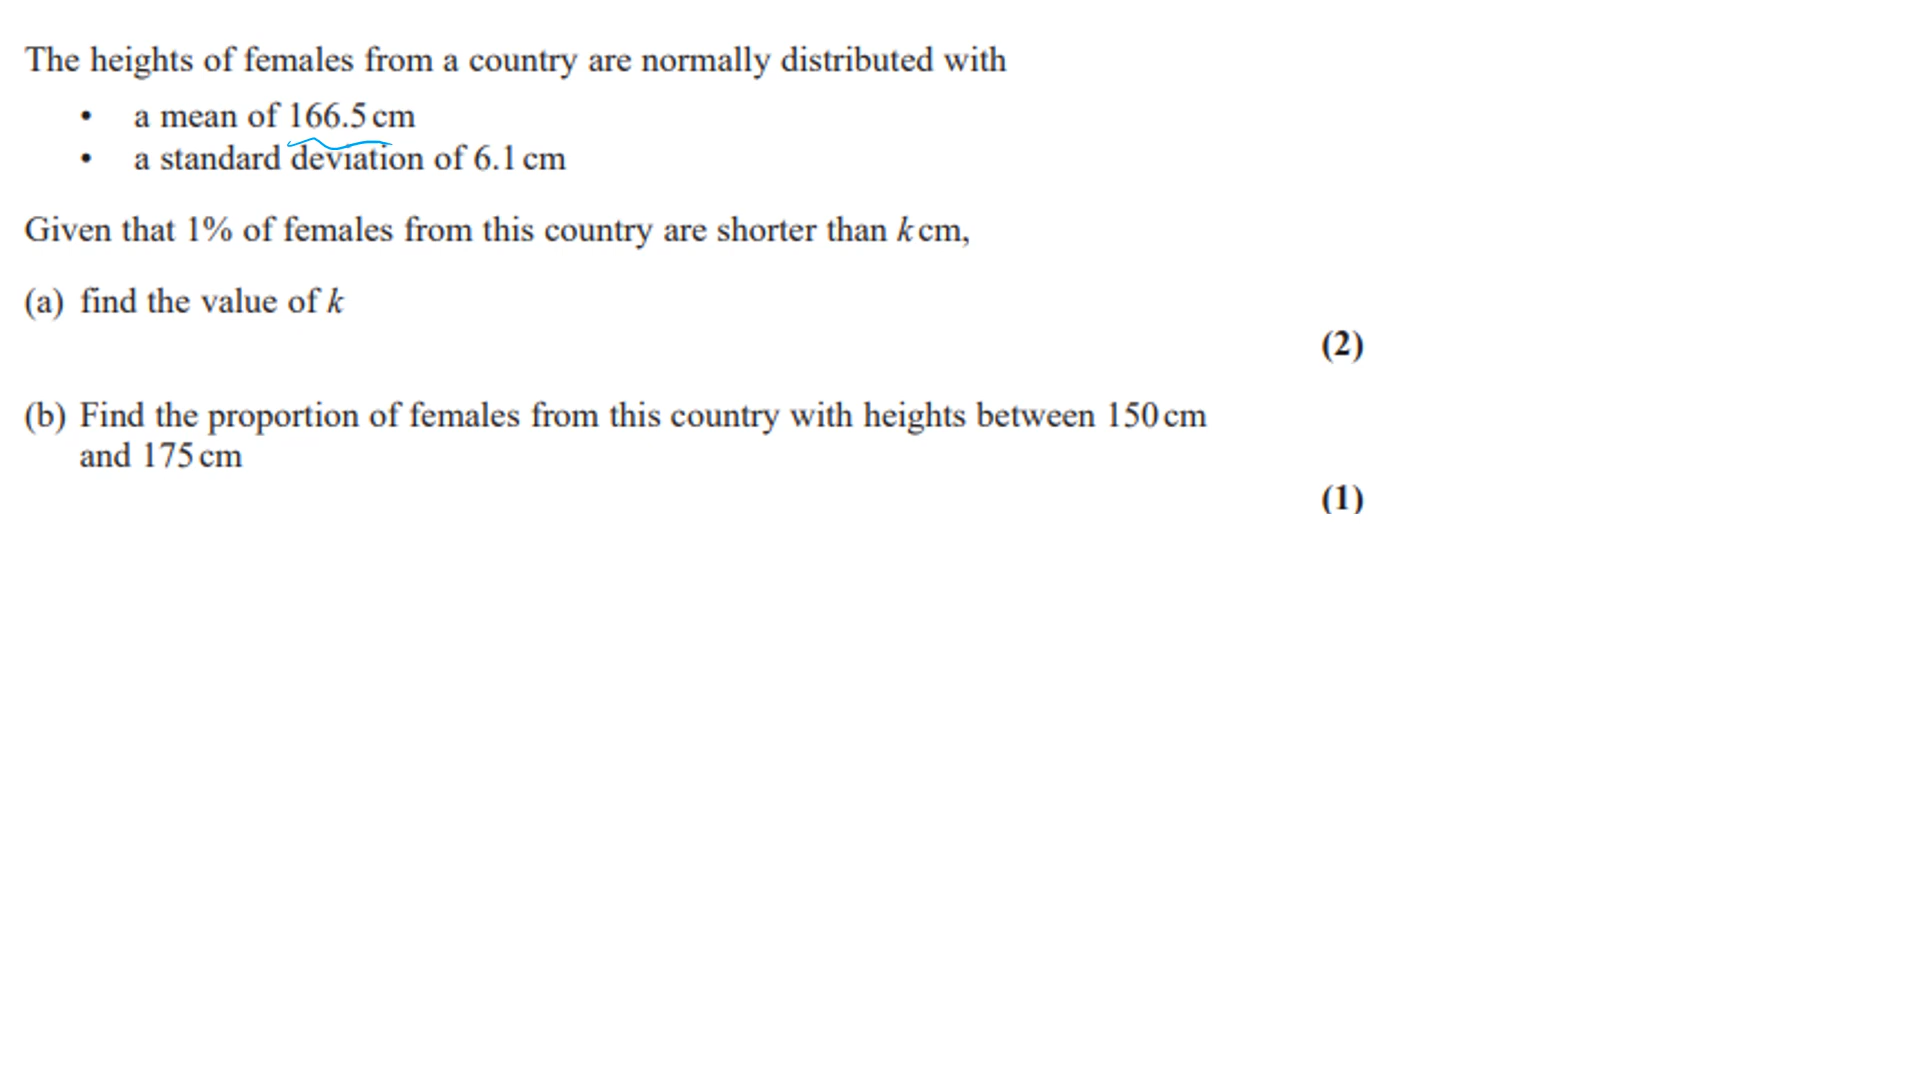 The heights of females from a country are normally distributed with
• a mean of 166.5 cm
• a standard deviation of 6.1 cm
Given that 1% of females from this country are shorter than k cm,
(a) find the value of k
(2)
(b) Find the proportion of females from this country with heights between 150 cm
and 175 cm
(1)